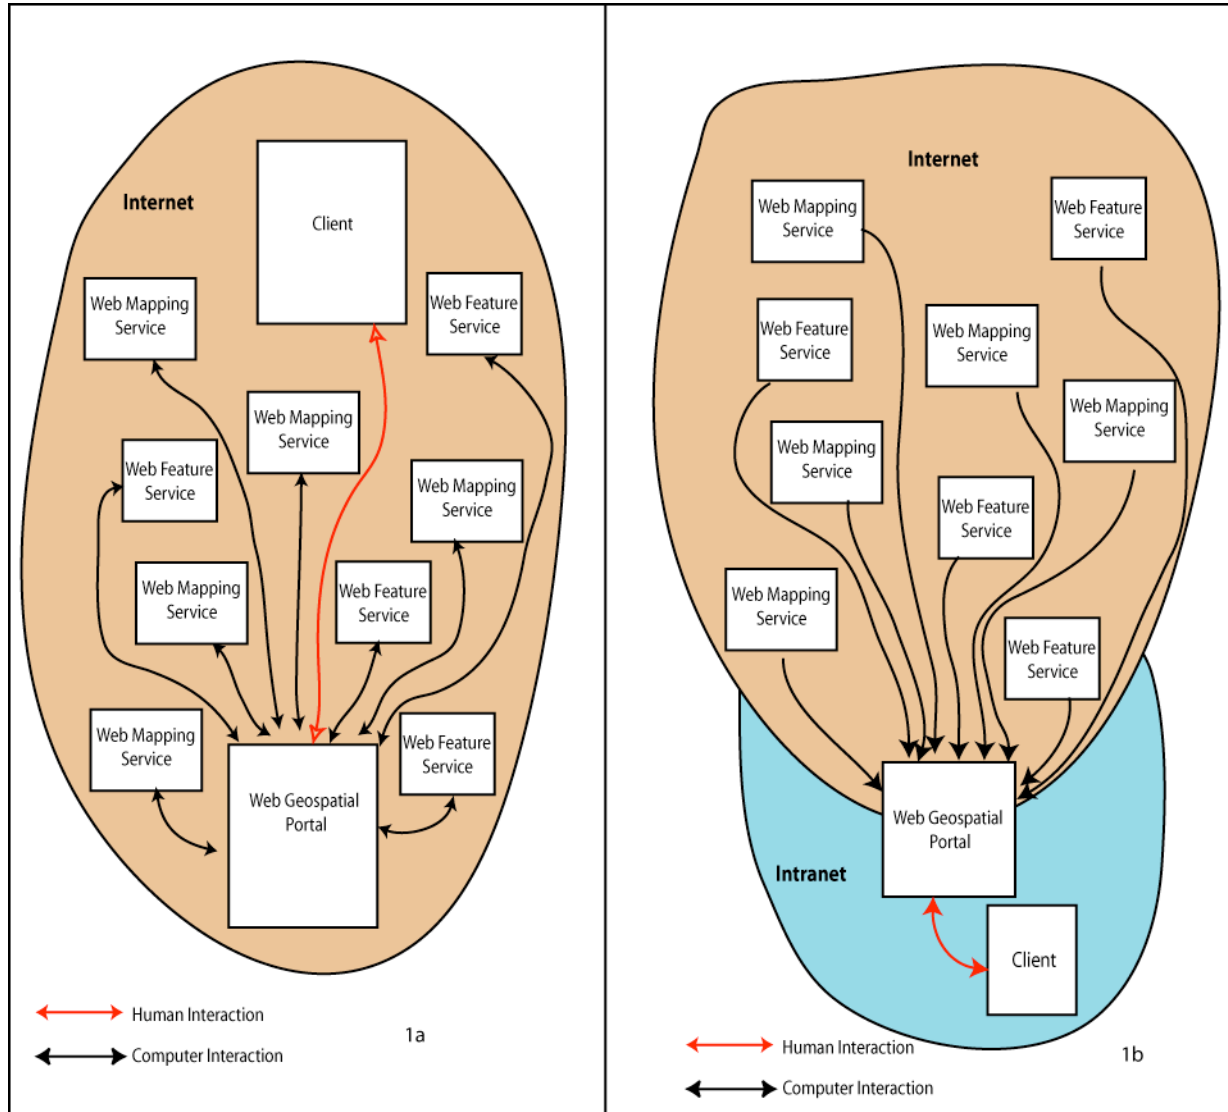 Internet
Client
Web Mapping
Service
Web Feature
Service
Web Mapping
Service
Web Feature
Service
Web Mapping
Service
Web Mapping
Service
Web Feature
Service
Web Mapping
Service
Web Feature
Service
Web Geospatial
Portal
Human Interaction
Computer Interaction
1a
Internet
Web Mapping
Service
Web Feature
Service
Web Feature
Service
Web Mapping
Service
Web Mapping
Service
Web Mapping
Service
Web Feature
Service
Web Mapping
Service
Web Feature
Service
Web Geospatial
Portal
Intranet
Client
Human Interaction
Computer Interaction
1b